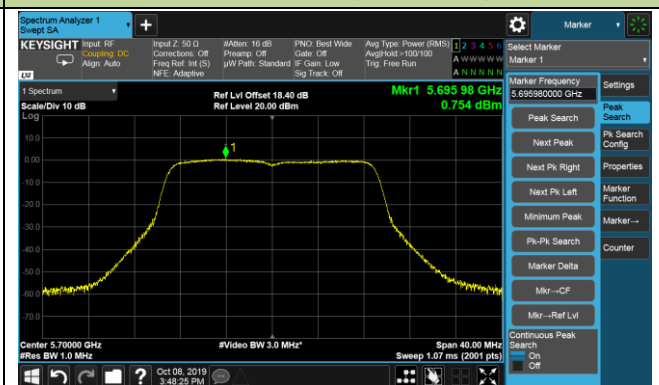 Spectrum Analyzer 1
Swept SA
+
Marker
KEYSIGHT
Input: RF
Coupling: DC
Align: Auto
Input Z: 50 Ω
Corrections: Off
Freq Ref: Int (S)
NFE: Adaptive
#Atten: 16 dB
Preamp: Off
µW Path: Standard
PNO: Best Wide
Gate: Off
IF Gain: Low
Sig Track: Off
Avg Type: Power (RMS)
Avg|Hold:>100/100
Trig: Free Run
1 2 3 4 5 6
A W W W W W
A N N N N N
Select Marker
Marker 1
LXI
1 Spectrum
Scale/Div 10 dB
Log
Ref Lvl Offset 18.40 dB
Ref Level 20.00 dBm
Mkr1 5.695 98 GHz
0.754 dBm
10.0
0.00
-10.0
-20.0
-30.0
-40.0
-50.0
-60.0
-70.0
1
Center 5.70000 GHz
#Res BW 1.0 MHz
#Video BW 3.0 MHz*
Span 40.00 MHz
Sweep 1.07 ms (2001 pts)
Marker Frequency
5.695980000 GHz
Peak Search
Next Peak
Next Pk Right
Next Pk Left
Minimum Peak
Pk-Pk Search
Marker Delta
Mkr→CF
Mkr→Ref Lvl
Continuous Peak
Search
On
Off
Settings
Peak
Search
Pk Search
Config
Properties
Marker
Function
Marker→
Counter
?
Oct 08, 2019
3:48:25 PM